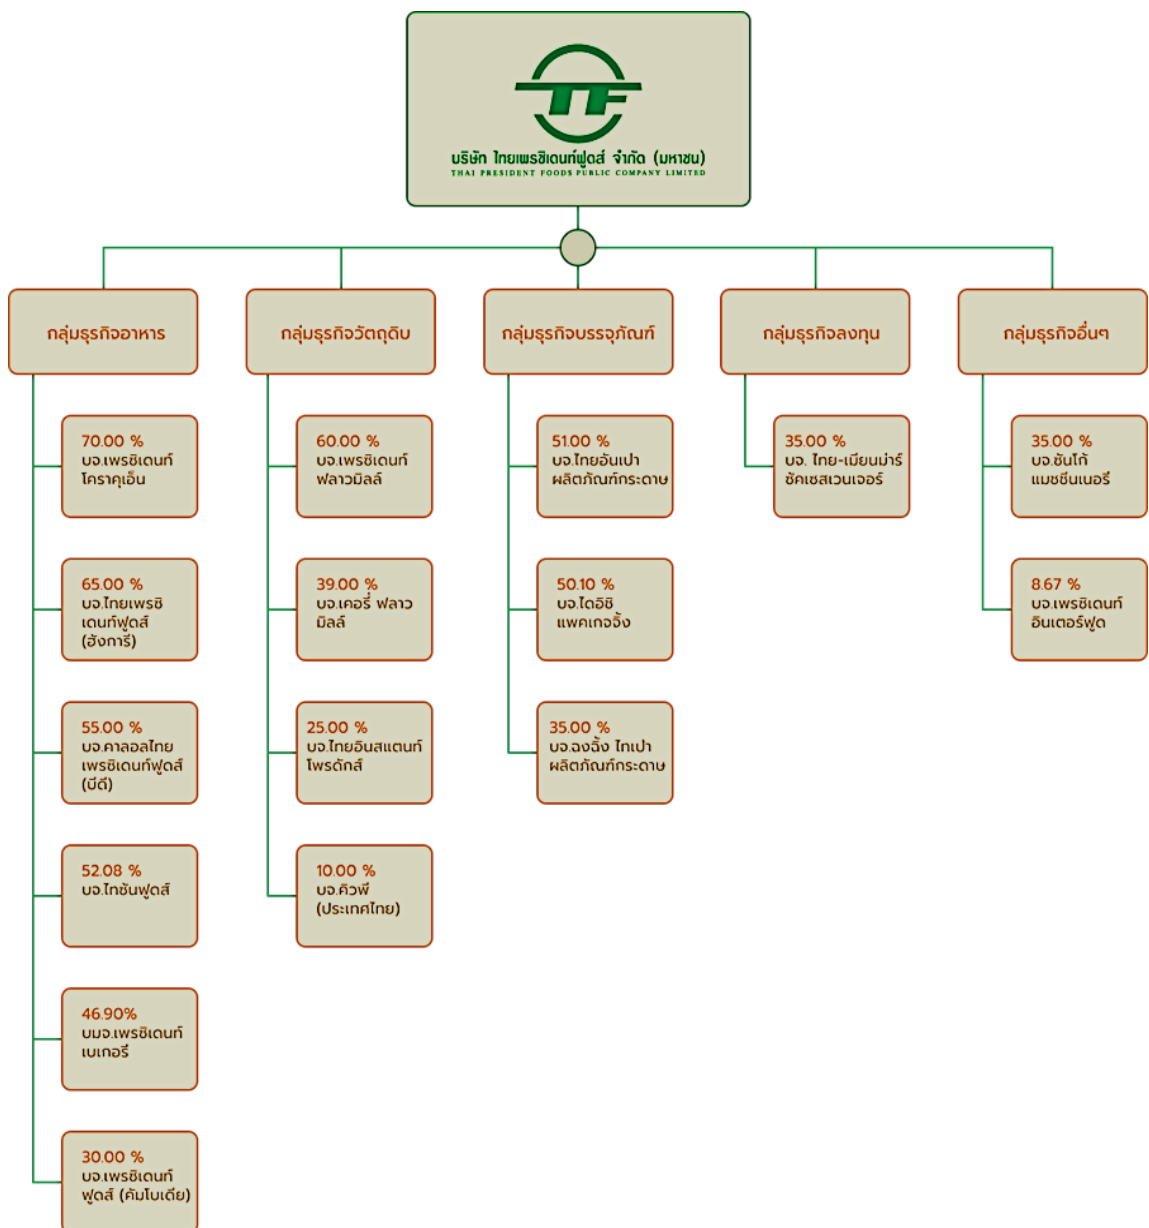 TF
บริษัท ไทยเพรซิเดนท์ฟูดส์ จำกัด (มหาชน)
THAI PRESIDENT FOODS PUBLIC COMPANY LIMITED
กลุ่มธุรกิจอาหาร
70.00 %
บจ.เพรซิเดนท์
โคราคุเอ็น
65.00 %
บจ.ไทยเพรซิ
เดนท์ฟูดส์
(ฮังการี)
55.00 %
บจ.คาลอลไทย
เพรซิเดนท์ฟูดส์
(บีดี)
52.08 %
บจ.ไทซันฟูดส์
46.90%
บมจ.เพรซิเดนท์
เบเกอรี่
30.00 %
บจ.เพรซิเดนท์
ฟูดส์ (คัมโบเดีย)
กลุ่มธุรกิจวัตถุดิบ
60.00 %
บจ.เพรซิเดนท์
ฟลาวมิลล์
39.00 %
บจ.เคอรี่ ฟลาว
มิลล์
25.00 %
บจ.ไทยอินสแตนท์
โพรดักส์
10.00 %
บจ.คิวพี
(ประเทศไทย)
กลุ่มธุรกิจบรรจุภัณฑ์
51.00 %
บจ.ไทยอันเปา
ผลิตภัณฑ์กระดาษ
50.10 %
บจ.ไดอิชิ
แพคเกจจิ้ง
35.00 %
บจ.ฉงฉิ้ง ไทเปา
ผลิตภัณฑ์กระดาษ
กลุ่มธุรกิจลงทุน
35.00 %
บจ. ไทย-เมียนม่าร์
ซัคเซสเวนเจอร์
กลุ่มธุรกิจอื่นๆ
35.00 %
บจ.ซันโก้
แมชชีนเนอรี่
8.67 %
บจ.เพรซิเดนท์
อินเตอร์ฟูด